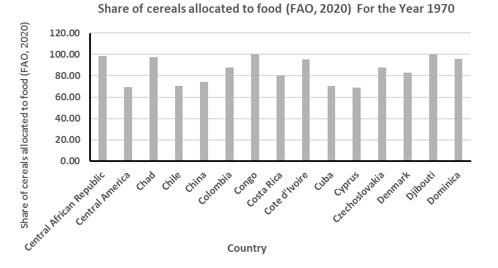 Share of cereals allocated to food (FAO, 2020)  For the Year 1970
Share of cereals allocated to food (FAO, 2020)
120.00
100.00
80.00
60.00
40.00
20.00
0.00
Central African Republic
Central America
Chad
Chile
China
Colombia
Congo
Costa Rica
Cote d'Ivoire
Cuba
Cyprus
Czechoslovakia
Denmark
Djibouti
Dominica
Country